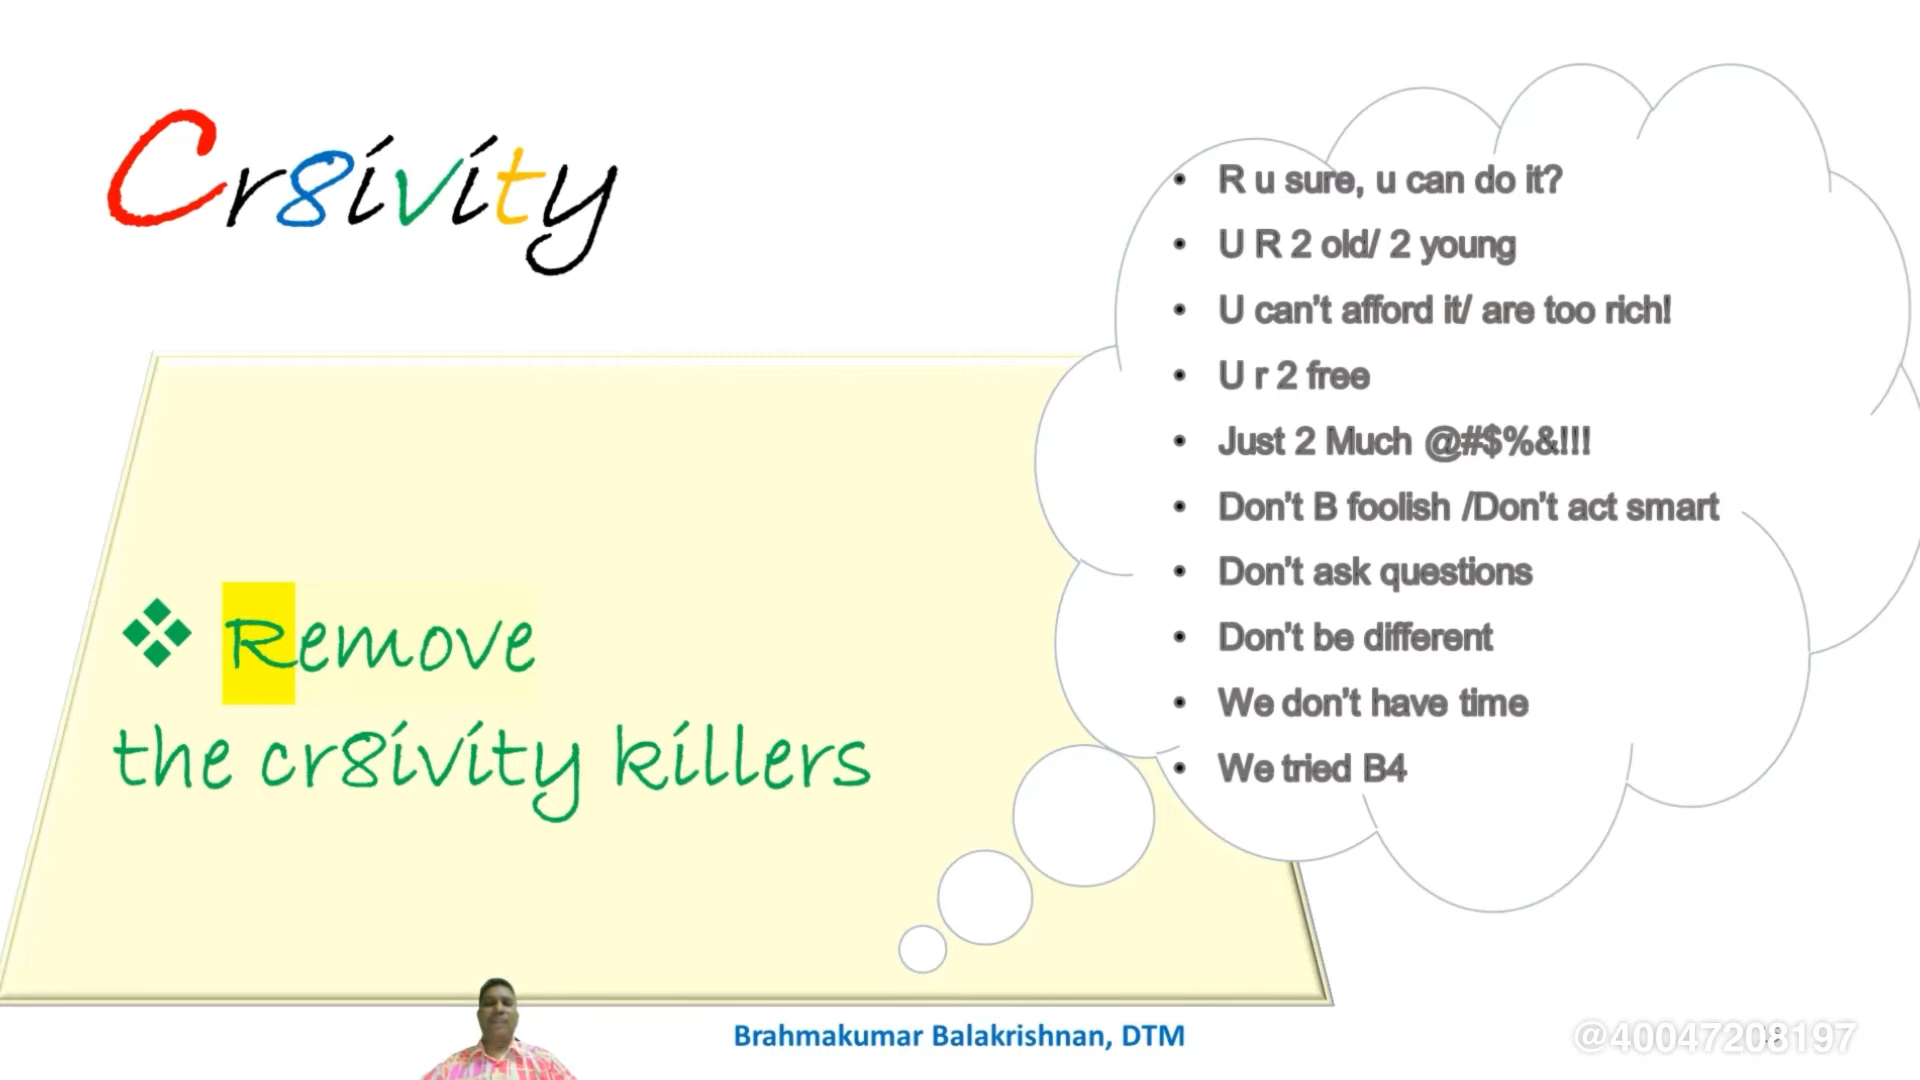 Cr8ivity
R u sure, u can do it?
U R 2 old/ 2 young
U can't afford it/ are too rich!
U r 2 free
Just 2 Much @#$%&!!!
Don't B foolish /Don't act smart
Don't ask questions
Don't be different
We don't have time
We tried B4
Remove
the cr8ivity killers
Brahmakumar Balakrishnan, DTM
@40047208197